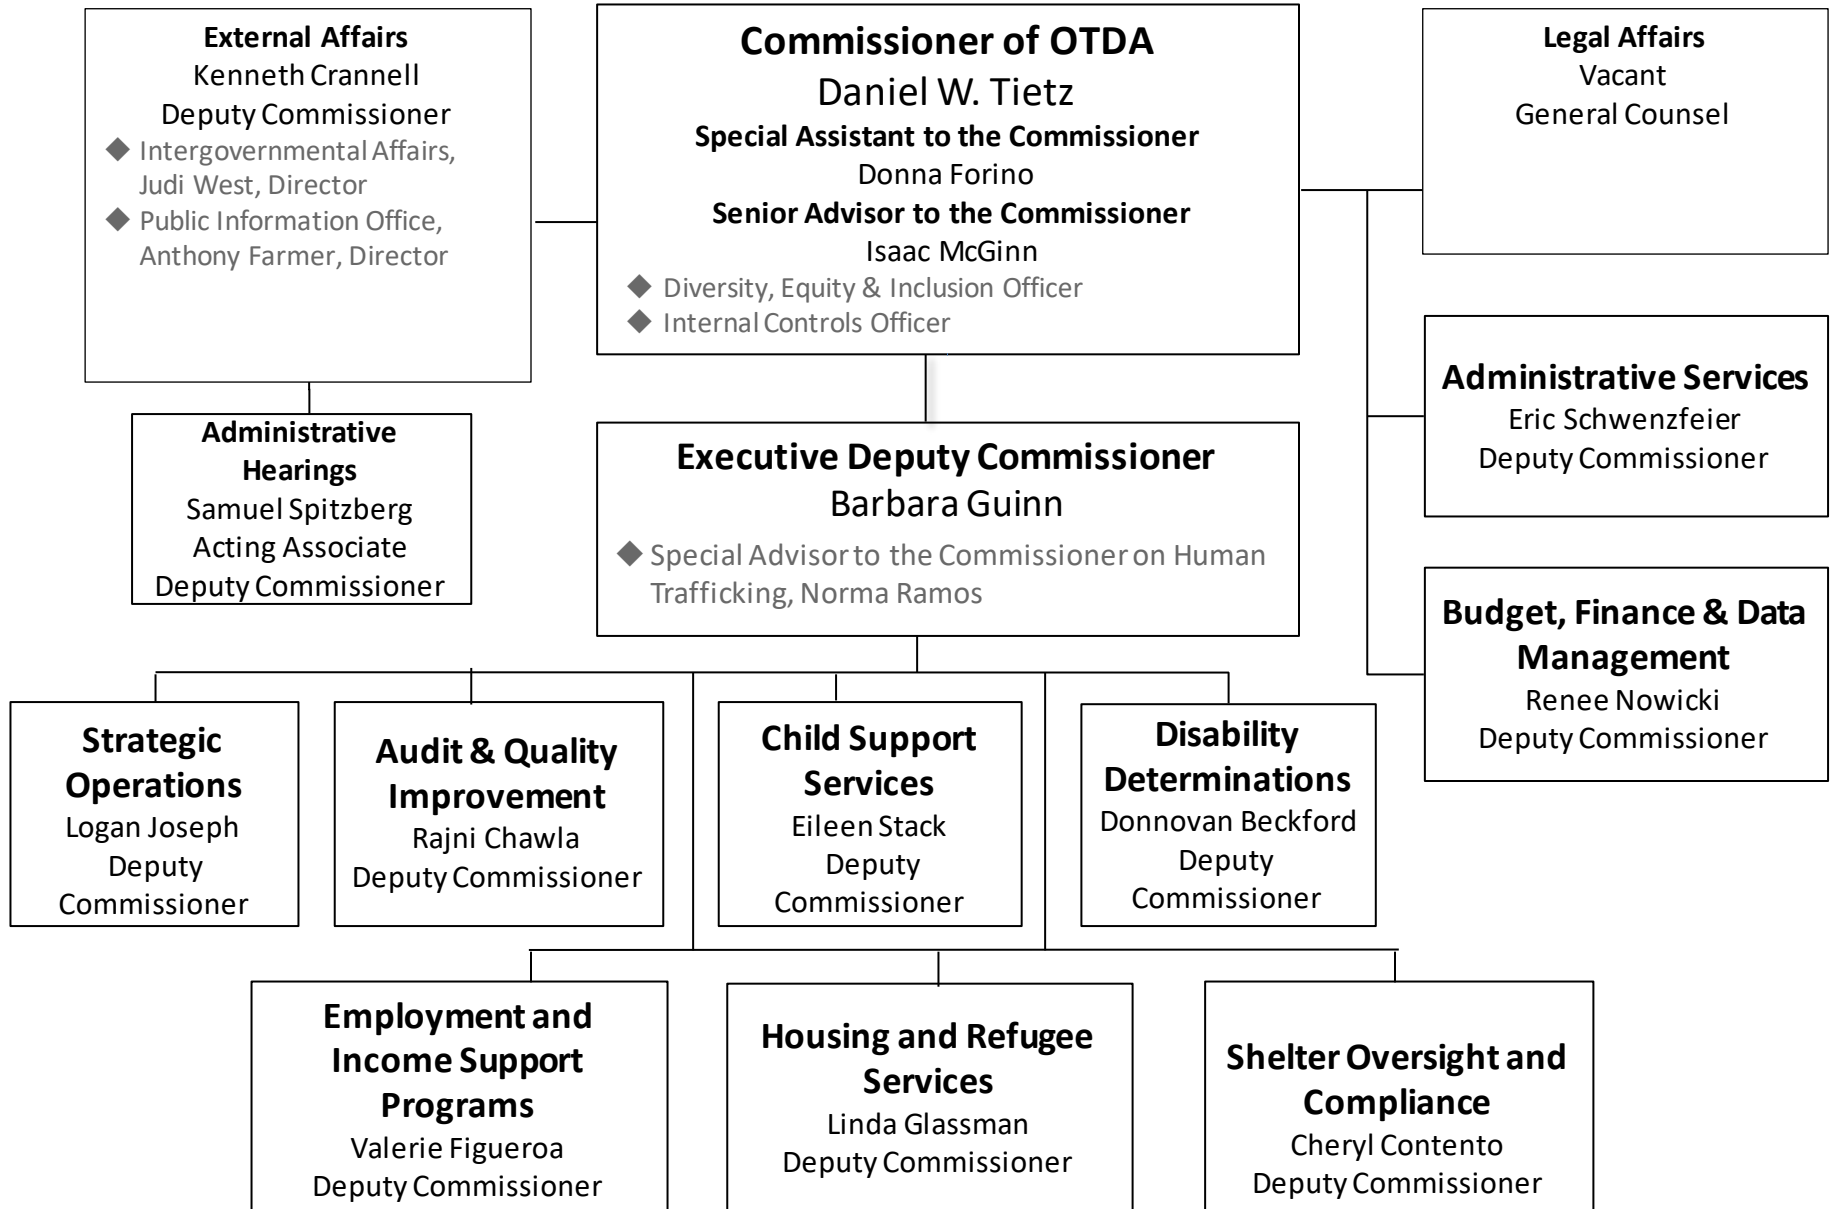 External Affairs
Kenneth Crannell
Deputy Commissioner
◆ Intergovernmental Affairs,
Judi West, Director
◆ Public Information Office,
Anthony Farmer, Director
Commissioner of OTDA
Daniel W. Tietz
Special Assistant to the Commissioner
Donna Forino
Senior Advisor to the Commissioner
Isaac McGinn
◆ Diversity, Equity & Inclusion Officer
◆ Internal Controls Officer
Legal Affairs
Vacant
General Counsel
Administrative Services
Eric Schwenzfeier
Deputy Commissioner
Administrative
Hearings
Samuel Spitzberg
Acting Associate
Deputy Commissioner
Executive Deputy Commissioner
Barbara Guinn
◆ Special Advisor to the Commissioner on Human
Trafficking, Norma Ramos
Budget, Finance & Data
Management
Renee Nowicki
Deputy Commissioner
Strategic
Operations
Logan Joseph
Deputy
Commissioner
Audit & Quality
Improvement
Rajni Chawla
Deputy Commissioner
Child Support
Services
Eileen Stack
Deputy
Commissioner
Disability
Determinations
Donnovan Beckford
Deputy
Commissioner
Employment and
Income Support
Programs
Valerie Figueroa
Deputy Commissioner
Housing and Refugee
Services
Linda Glassman
Deputy Commissioner
Shelter Oversight and
Compliance
Cheryl Contento
Deputy Commissioner